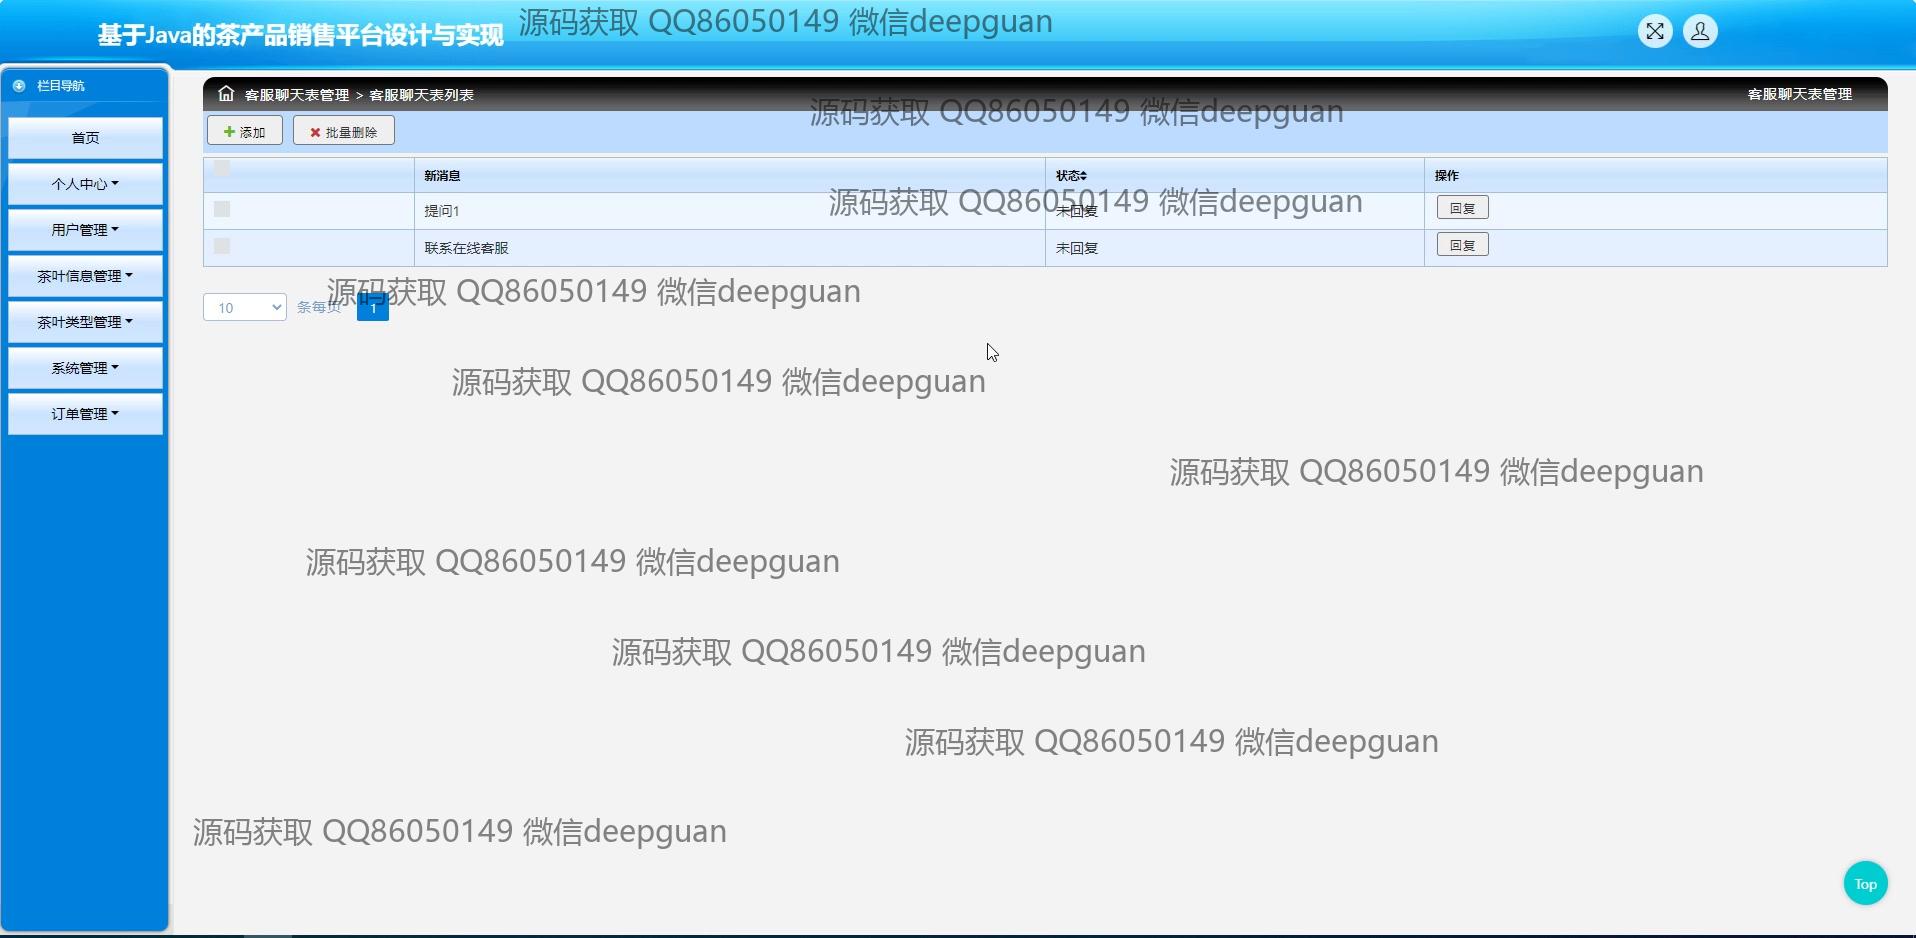 基于Java的茶产品销售平台设计与实现
源码获取 QQ86050149 微信deepguan
栏目导航
首页
个人中心
用户管理
茶叶信息管理
茶叶类型管理
系统管理
订单管理
客服聊天表管理 > 客服聊天表列表
客服聊天表管理
源码获取 QQ86050149 微信deepguan
添加
批量删除
新消息
状态
操作
源码获取 QQ86050149 微信deepguan
提问1
未回复
回复
联系在线客服
未回复
回复
源码获取 QQ86050149 微信deepguan
10
条每页
1
源码获取 QQ86050149 微信deepguan
源码获取 QQ86050149 微信deepguan
源码获取 QQ86050149 微信deepguan
源码获取 QQ86050149 微信deepguan
源码获取 QQ86050149 微信deepguan
源码获取 QQ86050149 微信deepguan
Top